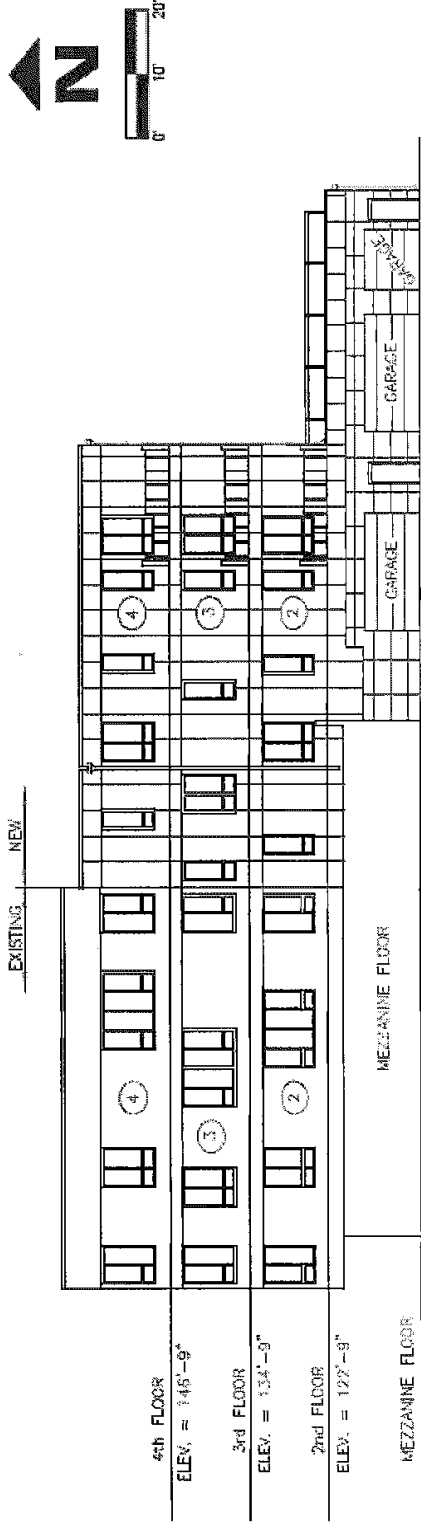 N
0' 10' 20'
EXISTING NEW
4th FLOOR
ELEV. = 146'-9"
3rd FLOOR
ELEV. = 134'-9"
2nd FLOOR
ELEV. = 122'-9"
MEZZANINE FLOOR
MEZZANINE FLOOR
4
3
2
4
3
2
GARAGE
GARAGE
GARAGE